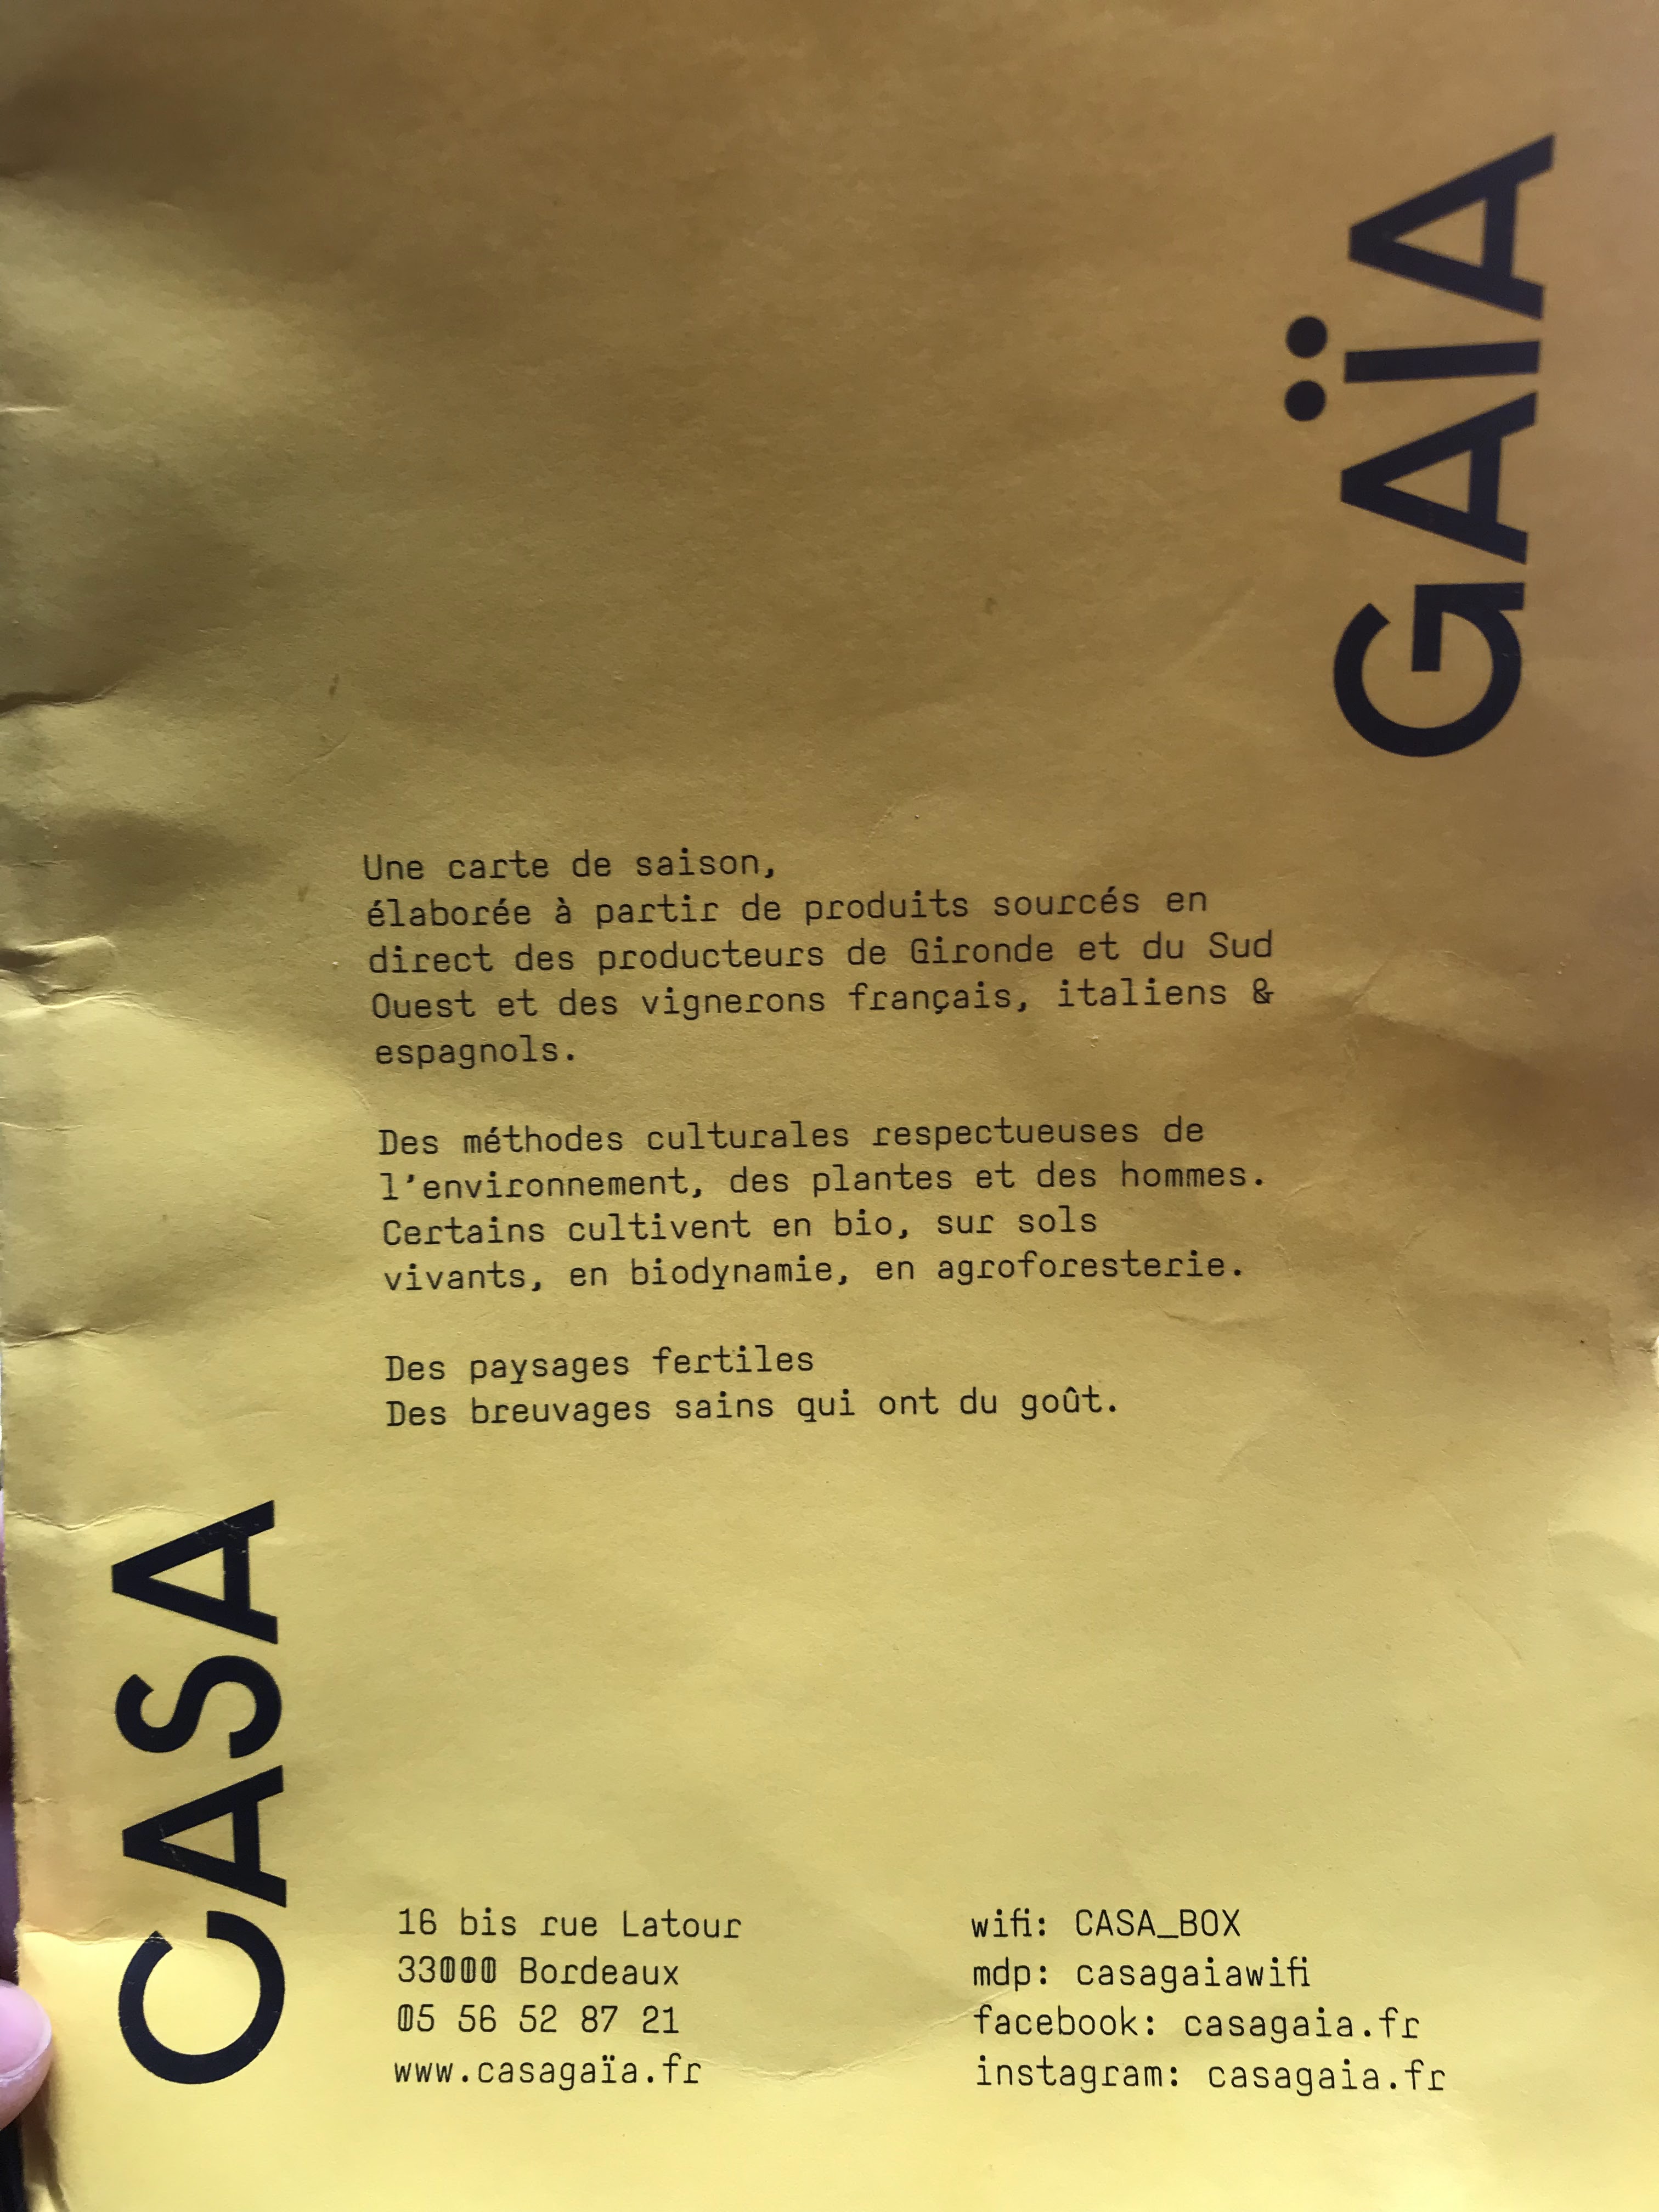 GAÏA
Une carte de saison,
élaborée à partir de produits sourcés en
direct des producteurs de Gironde et du Sud
Ouest et des vignerons français, italiens &
espagnols.
Des méthodes culturales respectueuses de
l'environnement, des plantes et des hommes.
Certains cultivent en bio, sur sols
vivants, en biodynamie, en agroforesterie.
Des paysages fertiles
Des breuvages sains qui ont du goût.
CASA
16 bis rue Latour
33000 Bordeaux
05 56 52 87 21
www.casagaïa.fr
wifi: CASA_BOX
mdp: casagaiawifi
facebook: casagaia.fr
instagram: casagaia.fr